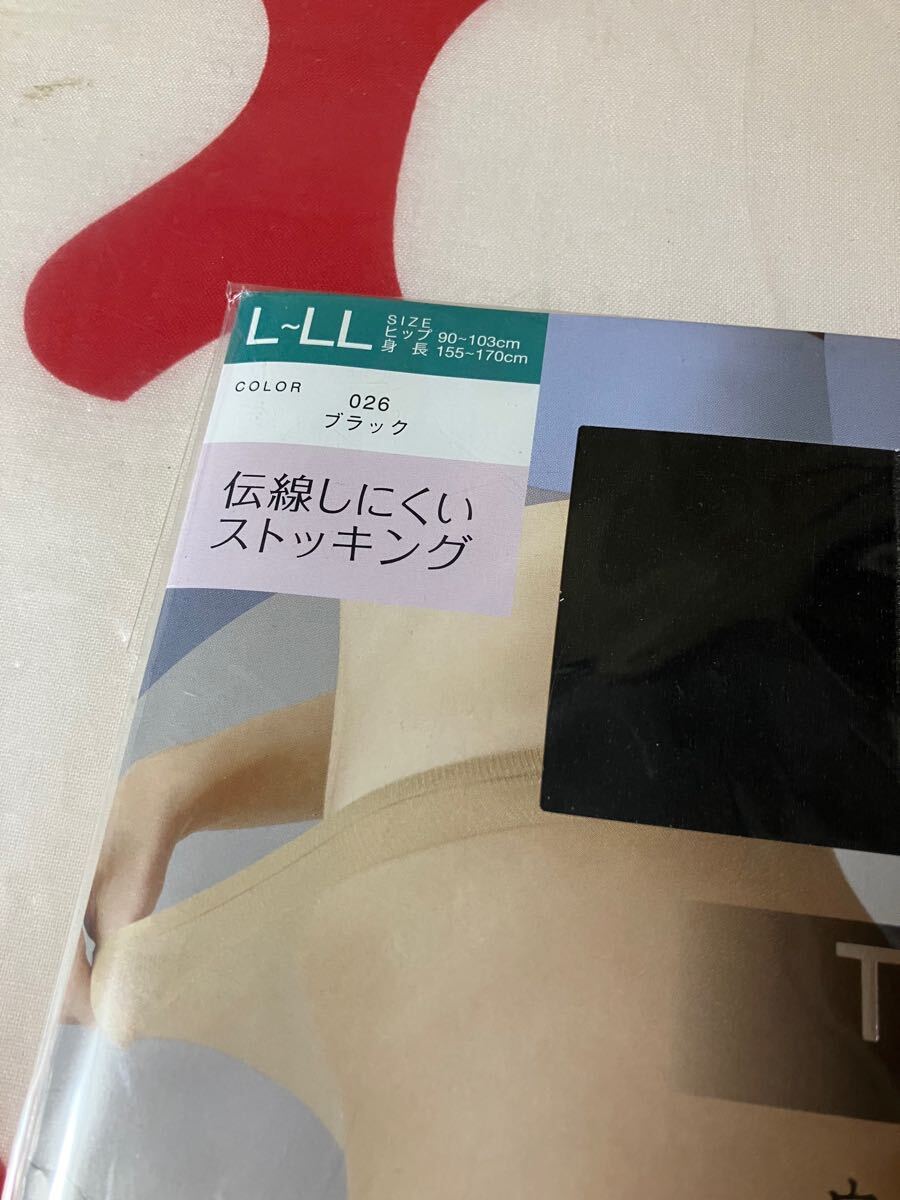 L~LL
SIZE
ヒップ 90~103cm
身 長 155~170cm
COLOR
026
ブラック
伝線しにくい
ストッキング
T